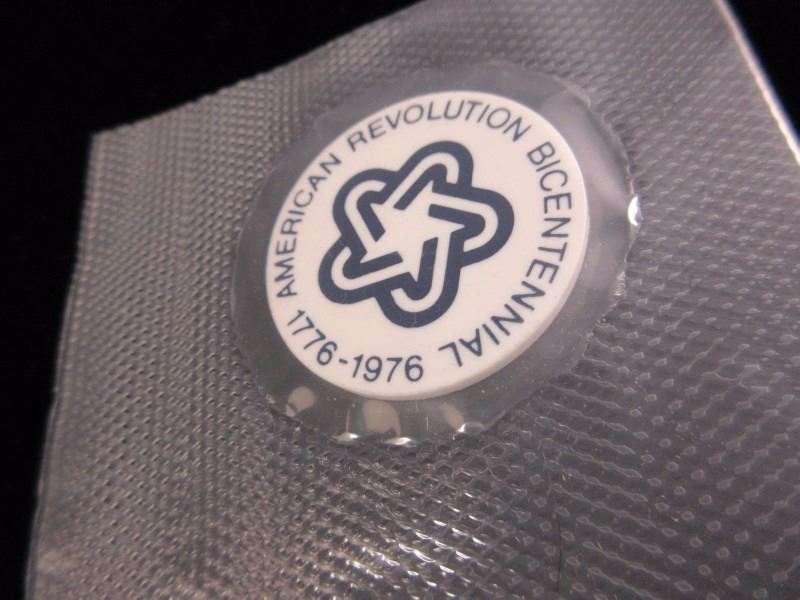 AMERICAN REVOLUTION BICENTENNIAL
1776-1976